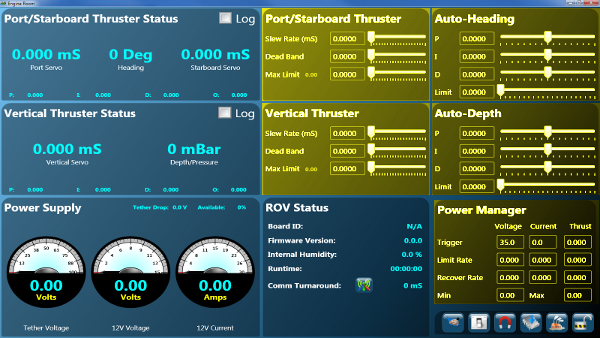 Engine Room
Port/Starboard Thruster Status
Log
0.000 mS 0 Deg 0.000 mS
Port Servo Heading Starboard Servo
P: 0.000 I: 0.000 D: 0.000 O: 0.000
Port/Starboard Thruster
Slew Rate (mS) 0.0000
Dead Band 0.0000
Max Limit 0.00 0.0000
Auto-Heading
P 0.0000
I 0.0000
D 0.0000
Limit 0.0000
Vertical Thruster Status
Log
0.000 mS 0 mBar
Vertical Servo Depth/Pressure
P: 0.000 I: 0.000 D: 0.000 O: 0.000
Vertical Thruster
Slew Rate (mS) 0.0000
Dead Band 0.0000
Max Limit 0.00 0.0000
Auto-Depth
P 0.0000
I 0.0000
D 0.0000
Limit 0.0000
Power Supply Tether Drop: 0.0 V Available: 0%
0.00 0.00 0.00
Volts Volts Amps
Tether Voltage 12V Voltage 12V Current
ROV Status
Board ID: N/A
Firmware Version: 0.0.0
Internal Humidity: 0.0 %
Runtime: 00:00:00
Comm Turnaround: 0 mS
Power Manager
Voltage Current Thrust
Trigger 35.0 0.0 0.000
Limit Rate 0.000 0.000 0.000
Recover Rate 0.000 0.000 0.000
Min 0.00 Max 0.00